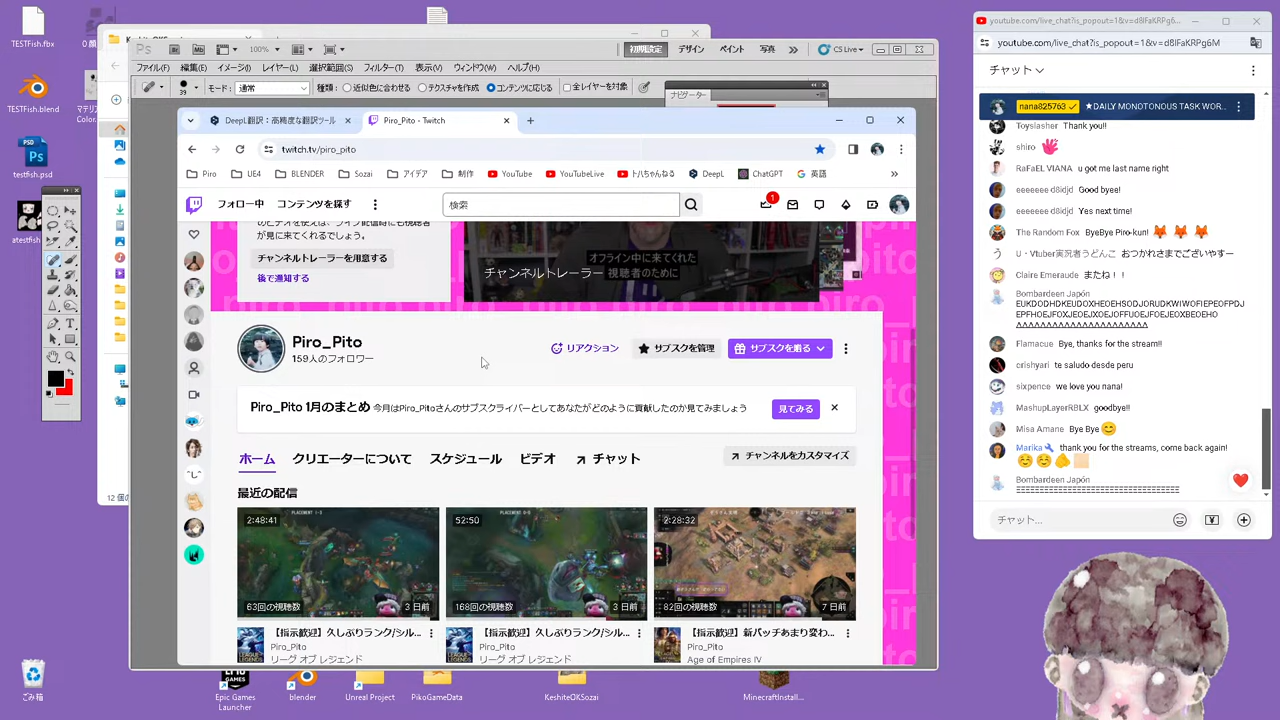 TESTFish.fbx
TESTFish.blend
testfish.psd
ごみ箱
Epic Games
Launcher
blender
Unreal Project
PikoGameData
KeshiteOKSozai
MinecraftInstall...
Ps
100%
初期設定
デザイン
ペイント
写真
CS Live
ファイル(F)
編集(E)
イメージ(I)
レイヤー(L)
選択範囲(S)
フィルター(T)
表示(V)
ウィンドウ(W)
ヘルプ(H)
39
モード: 通常
種類:
近似色に合わせる
テクスチャを作成
コンテンツに応じる
全レイヤーを対象
ナビゲーター
DeepL翻訳：高精度な翻訳ツール
Piro_Pito - Twitch
twitch.tv/piro_pito
Piro
UE4
BLENDER
Sozai
アイデア
制作
YouTube
YouTubeLive
トハちゃんねる
DeepL
ChatGPT
英語
フォロー中
コンテンツを探す
検索
1
見に来てくれるでしょう。
チャンネルトレーラーを用意する
後で通知する
チャンネルトレーラー
オフライン中に来てくれた
視聴者のために
Piro_Pito
159人のフォロワー
リアクション
サブスクを管理
サブスクを贈る
Piro_Pito 1月のまとめ 今月はPiro_Pitoさんのサブスクライバーとしてあなたがどのように貢献したのか見てみましょう
見てみる
ホーム
リエーターについて
スケジュール
ビデオ
チャット
チャンネルをカスタマイズ
最近の配信
2:48:41
63回の視聴数
3 日前
52:50
168回の視聴数
3 日前
2:28:32
82回の視聴数
7 日前
【指示歓迎】久しぶりランク/シル...
Piro_Pito
リーグ オブ レジェンド
【指示歓迎】久しぶりランク/シル...
Piro_Pito
リーグ オブ レジェンド
【指示歓迎】新パッチあまり変わ...
Piro_Pito
Age of Empires IV
youtube.com/live_chat?is_popout=1&v=d8lFaKRPg6...
youtube.com/live_chat?is_popout=1&v=d8lFaKRPg6M
チャット
nana825763 ★DAILY MONOTONOUS TASK WOR...
Toyslasher Thank you!!
shiro
RaFaEL VIANA u got me last name right
eeeeeee d8idjd Good byee!
eeeeeee d8idjd Yes next time!
The Random Fox ByeBye Piro-kun!
U・Vtuber実況者うどんこ おつかれさまでございやすー
Claire Emeraude またね！！
Bombardeen Japón
EUKDODHDKEUDOXHEOEHSODJORUDKWIWOFIEPEOFPDJ
EPFHOEJFOXJEOEJXOEJOFFUOEJFOEJEOXBEOEHO
Flamacue Bye, thanks for the stream!!
crishyari te saludo desde peru
sixpence we love you nana!
MashupLayerRBLX goodbye!!
Misa Amane Bye Bye
Marika thank you for the streams, come back again!
Bombardeen Japón
チャット...